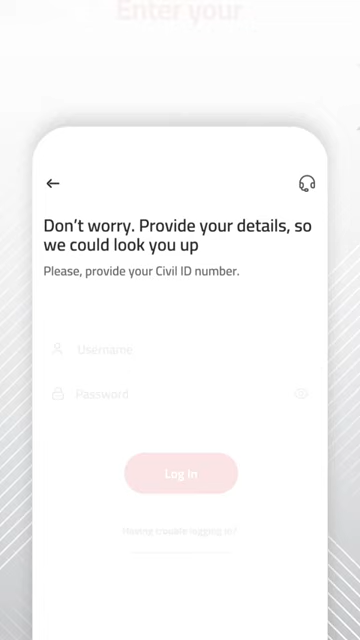 Enter your
Don't worry. Provide your details, so
we could look you up
Please, provide your Civil ID number.
Username
Password
Log In
Having trouble logging in?